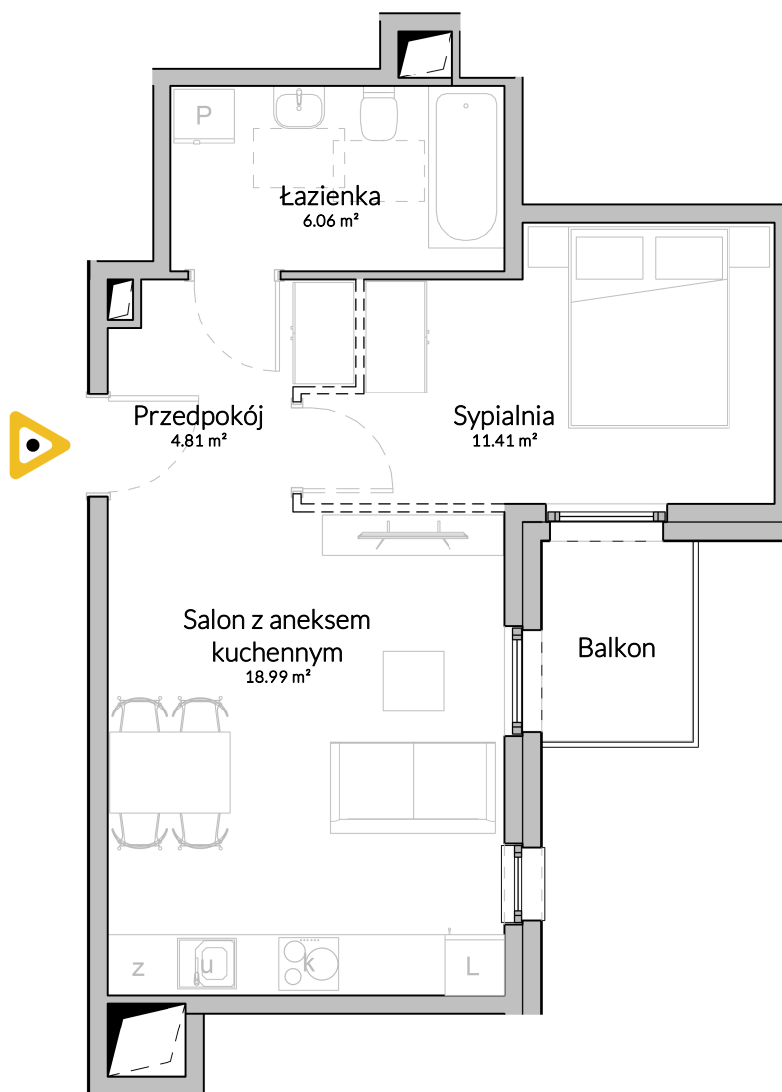 P
Łazienka
6.06 m²
Przedpokój
4.81 m²
Sypialnia
11.41 m²
Salon z aneksem
kuchennym
18.99 m²
Balkon
z
u
k
L